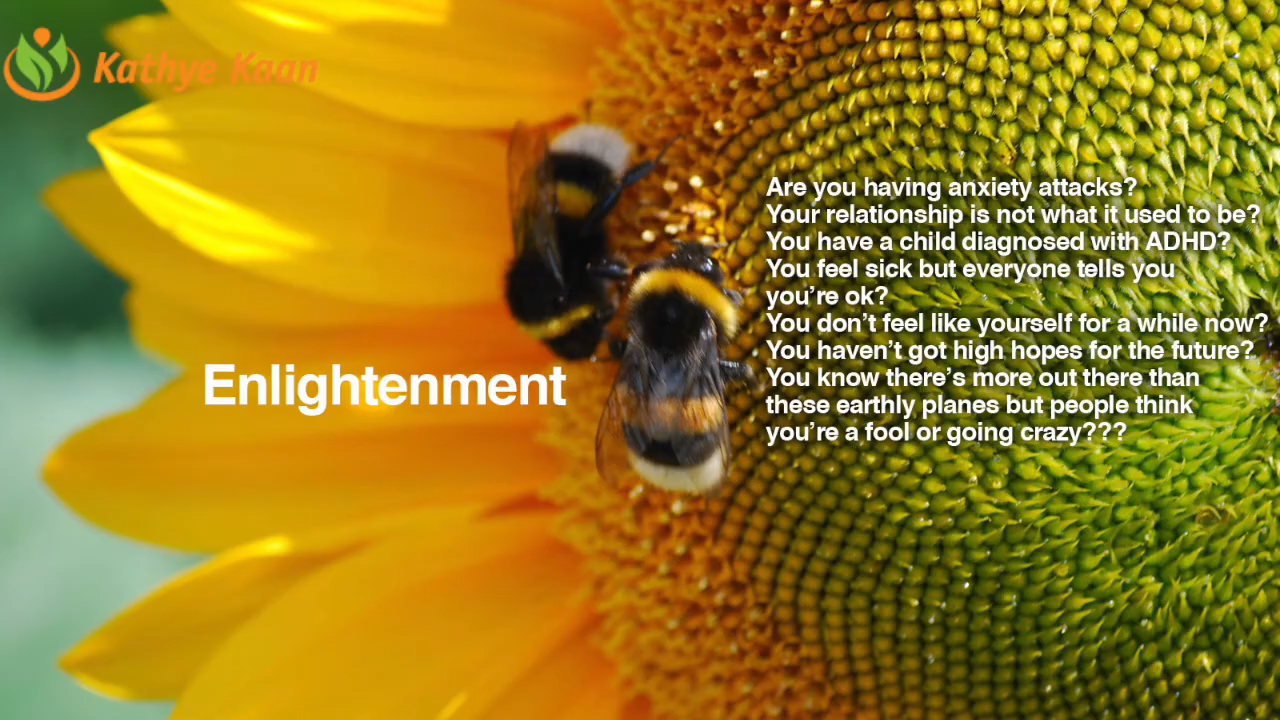 Kathye Kaan
Enlightenment
Are you having anxiety attacks?
Your relationship is not what it used to be?
You have a child diagnosed with ADHD?
You feel sick but everyone tells you
you’re ok?
You don’t feel like yourself for a while now?
You haven’t got high hopes for the future?
You know there’s more out there than
these earthly planes but people think
you’re a fool or going crazy???